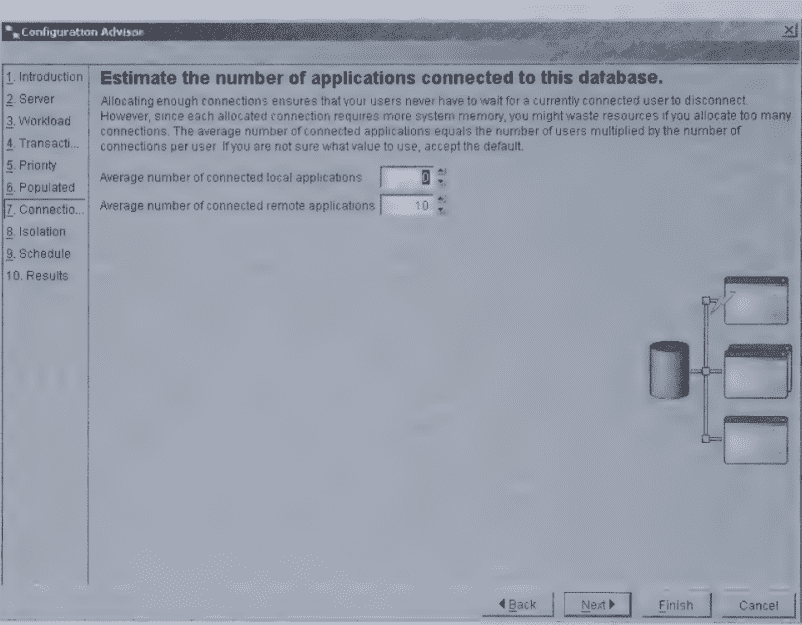 Configuration Advisor
1. Introduction
2. Server
3. Workload
4. Transacti...
5. Priority
6. Populated
7. Connectio...
8. Isolation
9. Schedule
10. Results
Estimate the number of applications connected to this database.
Allocating enough connections ensures that your users never have to wait for a currently connected user to disconnect.
However, since each allocated connection requires more system memory, you might waste resources if you allocate too many
connections. The average number of connected applications equals the number of users multiplied by the number of
connections per user. If you are not sure what value to use, accept the default.
Average number of connected local applications 0
Average number of connected remote applications 10
Back Next Finish Cancel